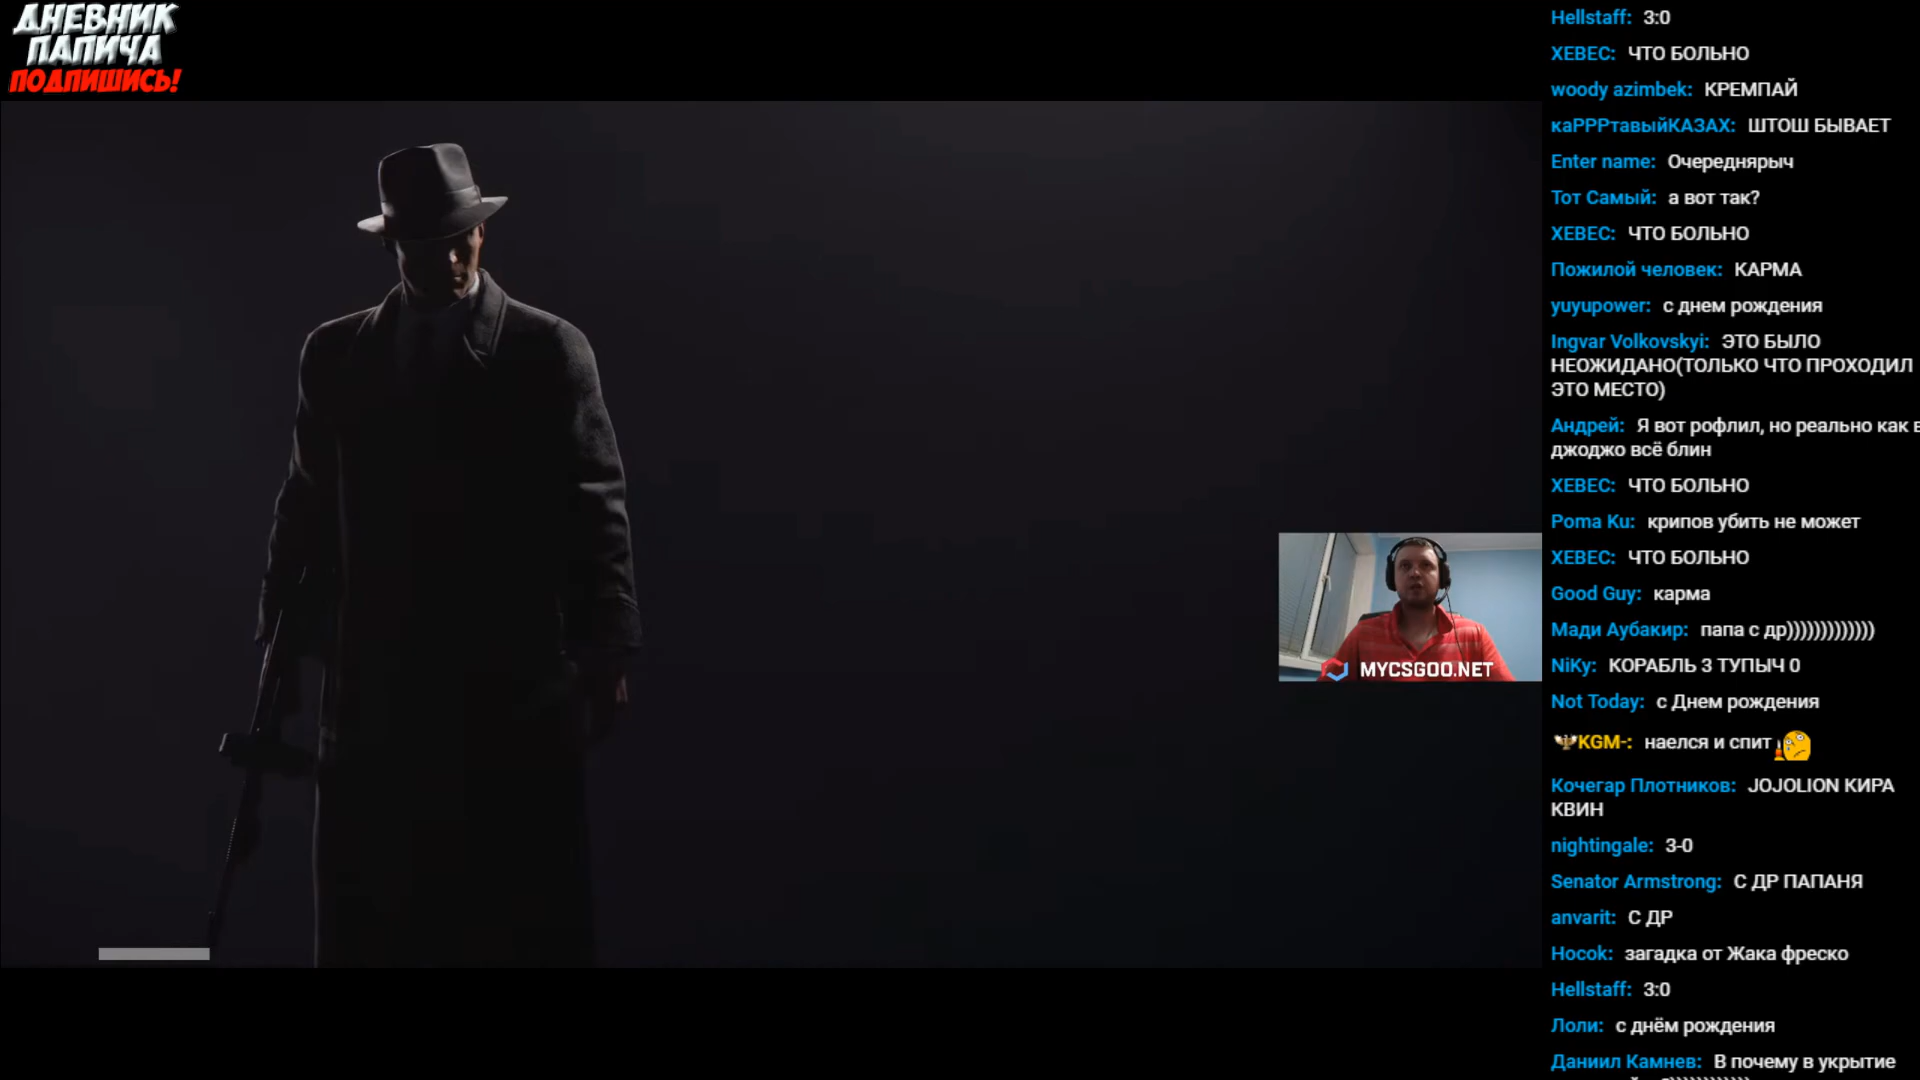 ДНЕВНИК
ПАПИЧА
ПОДПИШИСЬ!
MYCSGOO.NET
Hellstaff: 3:0
ХЕВЕС: ЧТО БОЛЬНО
woody azimbek: КРЕМПАЙ
каРРРтавыйКАЗАХ: ШТОШ БЫВАЕТ
Enter name: Очереднярыч
Тот Самый: а вот так?
ХЕВЕС: ЧТО БОЛЬНО
Пожилой человек: КАРМА
yuyupower: с днем рождения
Ingvar Volkovskyi: ЭТО БЫЛО
НЕОЖИДАНО(ТОЛЬКО ЧТО ПРОХОДИЛ
ЭТО МЕСТО)
Андрей: Я вот рофлил, но реально как в
джоджо всё блин
ХЕВЕС: ЧТО БОЛЬНО
Poma Ku: крипов убить не может
ХЕВЕС: ЧТО БОЛЬНО
Good Guy: карма
Мади Аубакир: папа с др)))))))))))))
NiKy: КОРАБЛЬ 3 ТУПЫЧ 0
Not Today: с Днем рождения
KGM-: наелся и спит
Кочегар Плотников: JOJOLION КИРА
КВИН
nightingale: 3-0
Senator Armstrong: С ДР ПАПАНЯ
anvarit: С ДР
Носок: загадка от Жака фреско
Hellstaff: 3:0
Лоли: с днём рождения
Даниил Камнев: В почему в укрытие